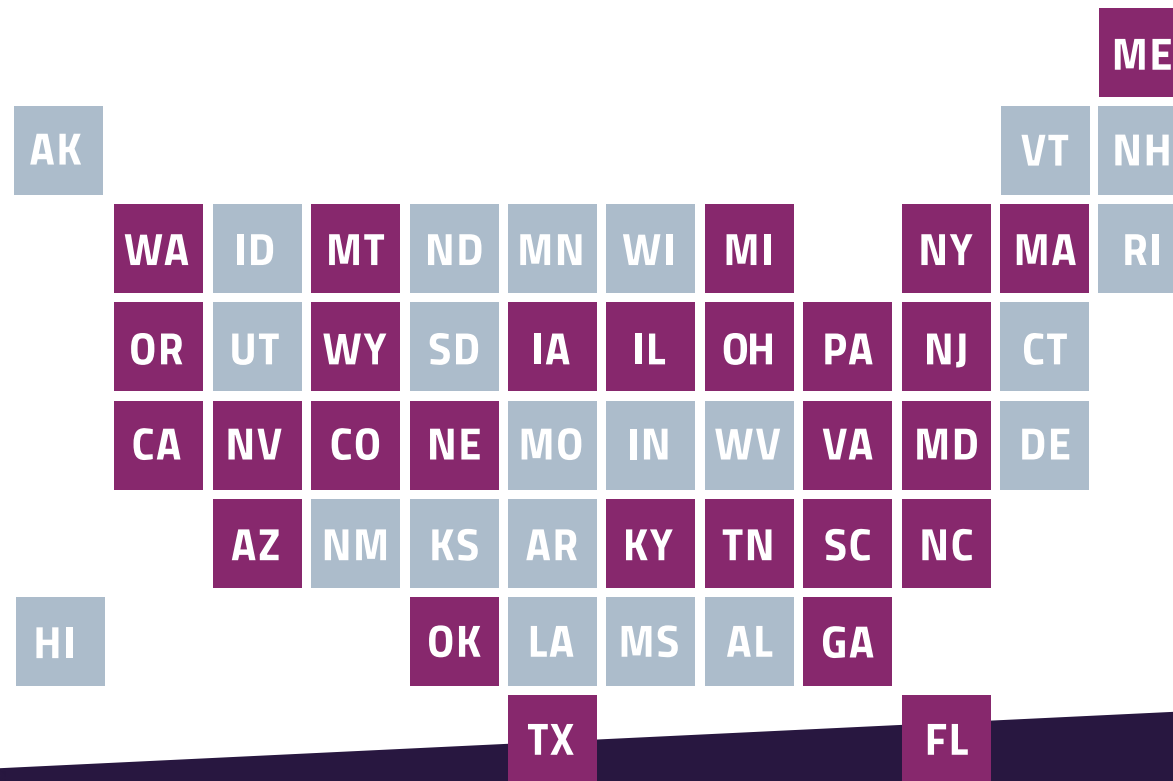 ME
AK VT NH
WA ID MT ND MN WI MI NY MA RI
OR UT WY SD IA IL OH PA NJ CT
CA NV CO NE MO IN WV VA MD DE
AZ NM KS AR KY TN SC NC
HI OK LA MS AL GA
TX FL